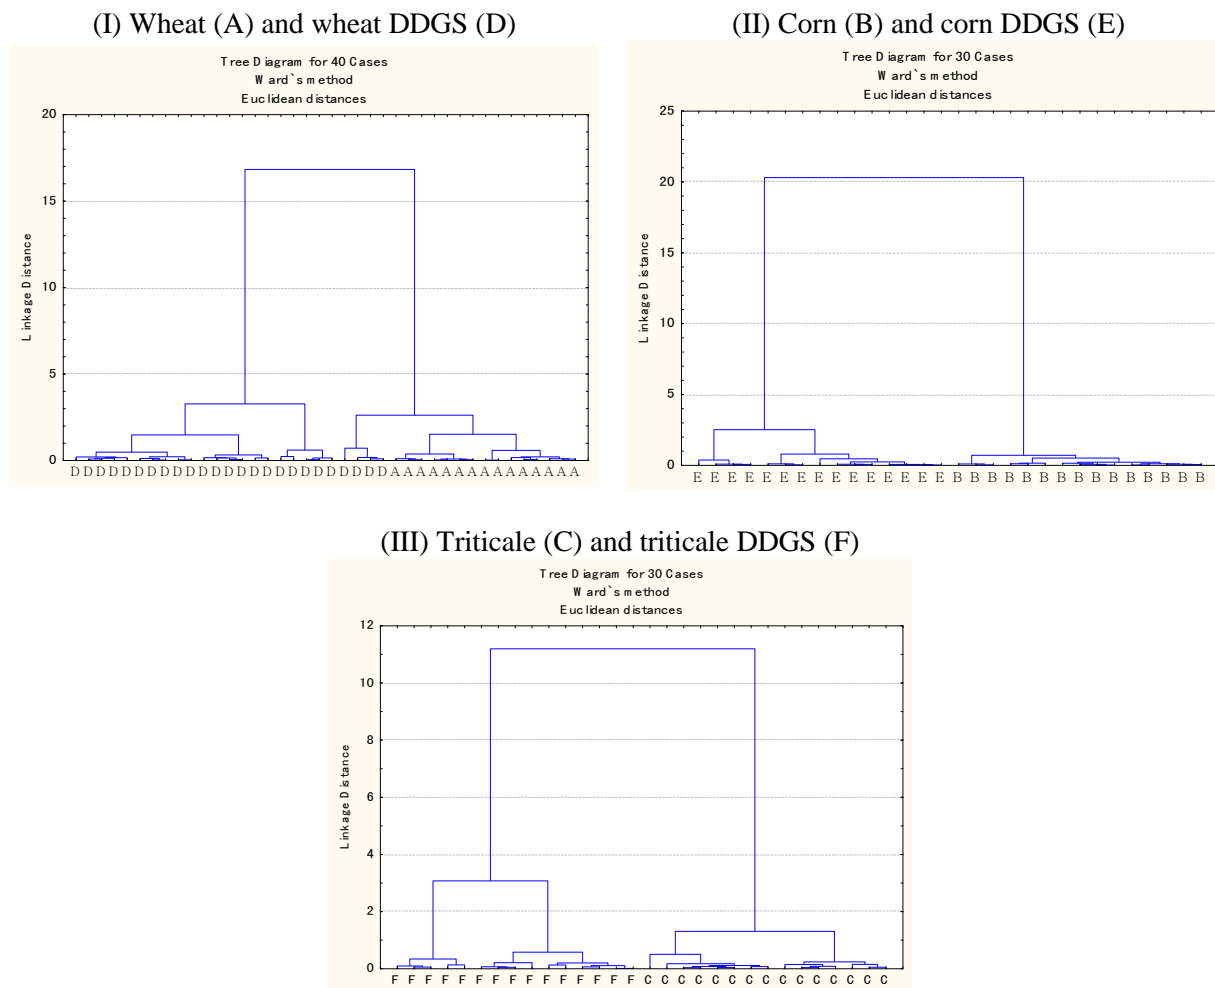 (I) Wheat (A) and wheat DDGS (D)
Tree Diagram for 40 Cases
Ward`s method
Euclidean distances
20
15
10
5
0
Linkage Distance
D D D D D D D D D D D D D D D D D D D D D D D D D A A A A A A A A A A A A A A A
(II) Corn (B) and corn DDGS (E)
Tree Diagram for 30 Cases
Ward`s method
Euclidean distances
25
20
15
10
5
0
Linkage Distance
E E E E E E E E E E E E E E E B B B B B B B B B B B B B B B
(III) Triticale (C) and triticale DDGS (F)
Tree Diagram for 30 Cases
Ward`s method
Euclidean distances
12
10
8
6
4
2
0
Linkage Distance
F F F F F F F F F F F F F F F C C C C C C C C C C C C C C C